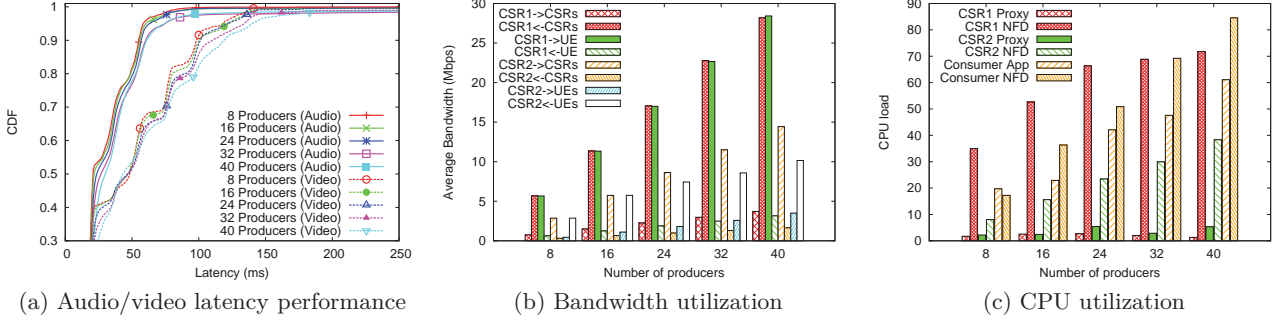 1
0.9
0.8
0.7
0.6
0.5
0.4
0.3
CDF
8 Producers (Audio)
16 Producers (Audio)
24 Producers (Audio)
32 Producers (Audio)
40 Producers (Audio)
8 Producers (Video)
16 Producers (Video)
24 Producers (Video)
32 Producers (Video)
40 Producers (Video)
0 50 100 150 200 250
Latency (ms)
(a) Audio/video latency performance
30
25
20
15
10
5
0
Average Bandwidth (Mbps)
CSR1->CSRs
CSR1<-CSRs
CSR1->UE
CSR1<-UE
CSR2->CSRs
CSR2<-CSRs
CSR2->UEs
CSR2<-UEs
8 16 24 32 40
Number of producers
(b) Bandwidth utilization
90
80
70
60
50
40
30
20
10
0
CPU load
CSR1 Proxy
CSR1 NFD
CSR2 Proxy
CSR2 NFD
Consumer App
Consumer NFD
8 16 24 32 40
Number of producers
(c) CPU utilization